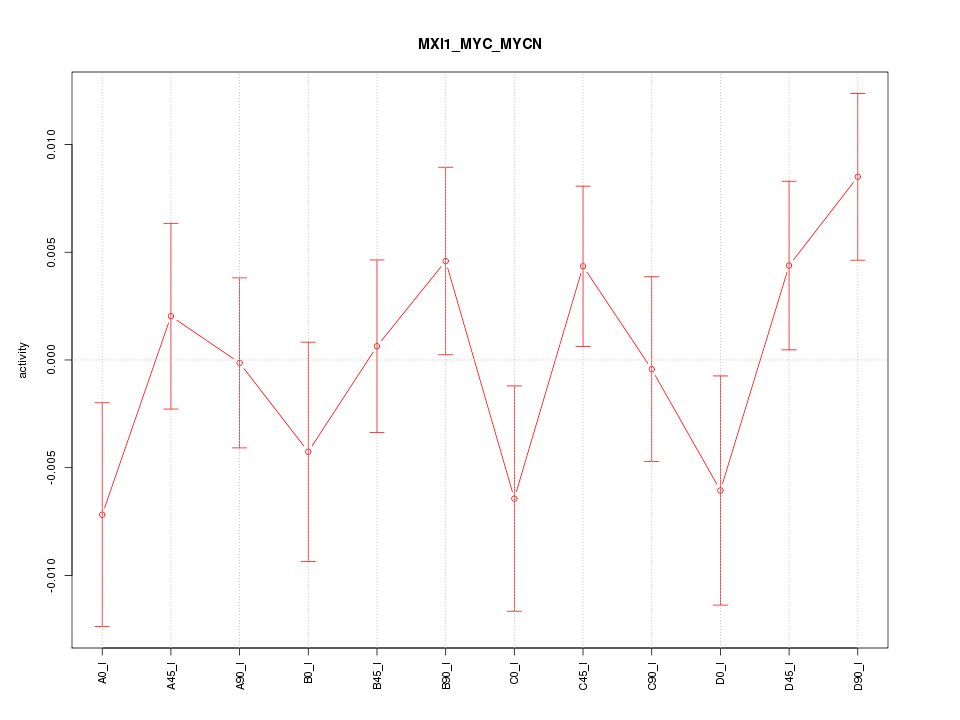 MXI1_MYC_MYCN
activity
0.010
0.005
0.000
-0.005
-0.010
A0_I
A45_I
A90_I
B0_I
B45_I
B90_I
C0_I
C45_I
C90_I
D0_I
D45_I
D90_I